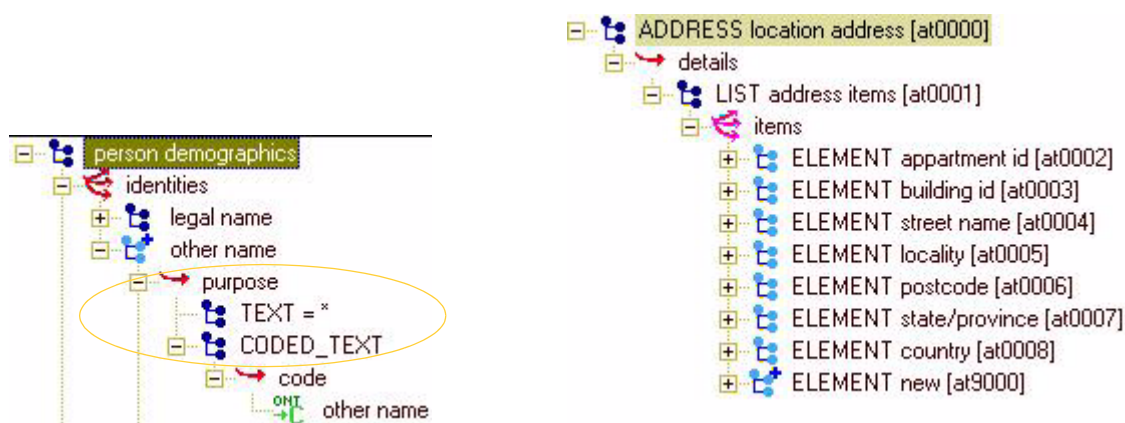 person demographics
identities
legal name
other name
purpose
TEXT = *
CODED_TEXT
code
ONT C other name
ADDRESS location address [at0000]
details
LIST address items [at0001]
items
ELEMENT appartment id [at0002]
ELEMENT building id [at0003]
ELEMENT street name [at0004]
ELEMENT locality [at0005]
ELEMENT postcode [at0006]
ELEMENT state/province [at0007]
ELEMENT country [at0008]
ELEMENT new [at9000]